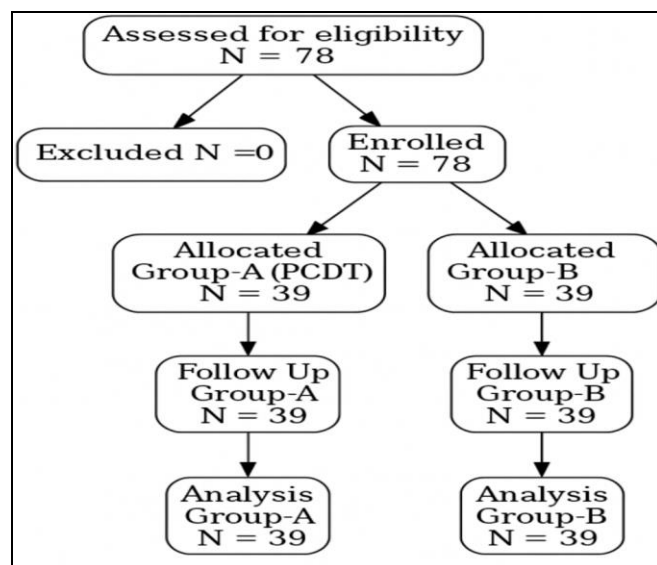 Assessed for eligibility
N = 78
Excluded N =0
Enrolled
N = 78
Allocated
Group-A (PCDT)
N = 39
Allocated
Group-B
N = 39
Follow Up
Group-A
N = 39
Follow Up
Group-B
N = 39
Analysis
Group-A
N = 39
Analysis
Group-B
N = 39